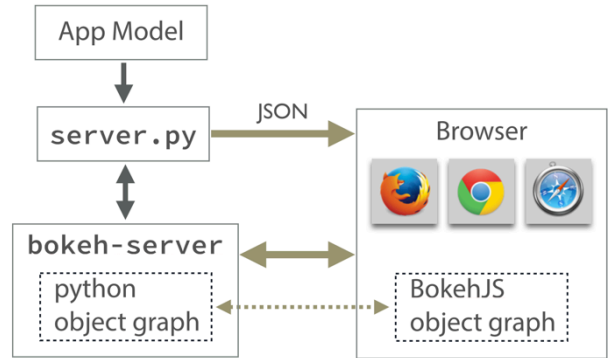 App Model
server.py
JSON
Browser
bokeh-server
python
object graph
BokehJS
object graph